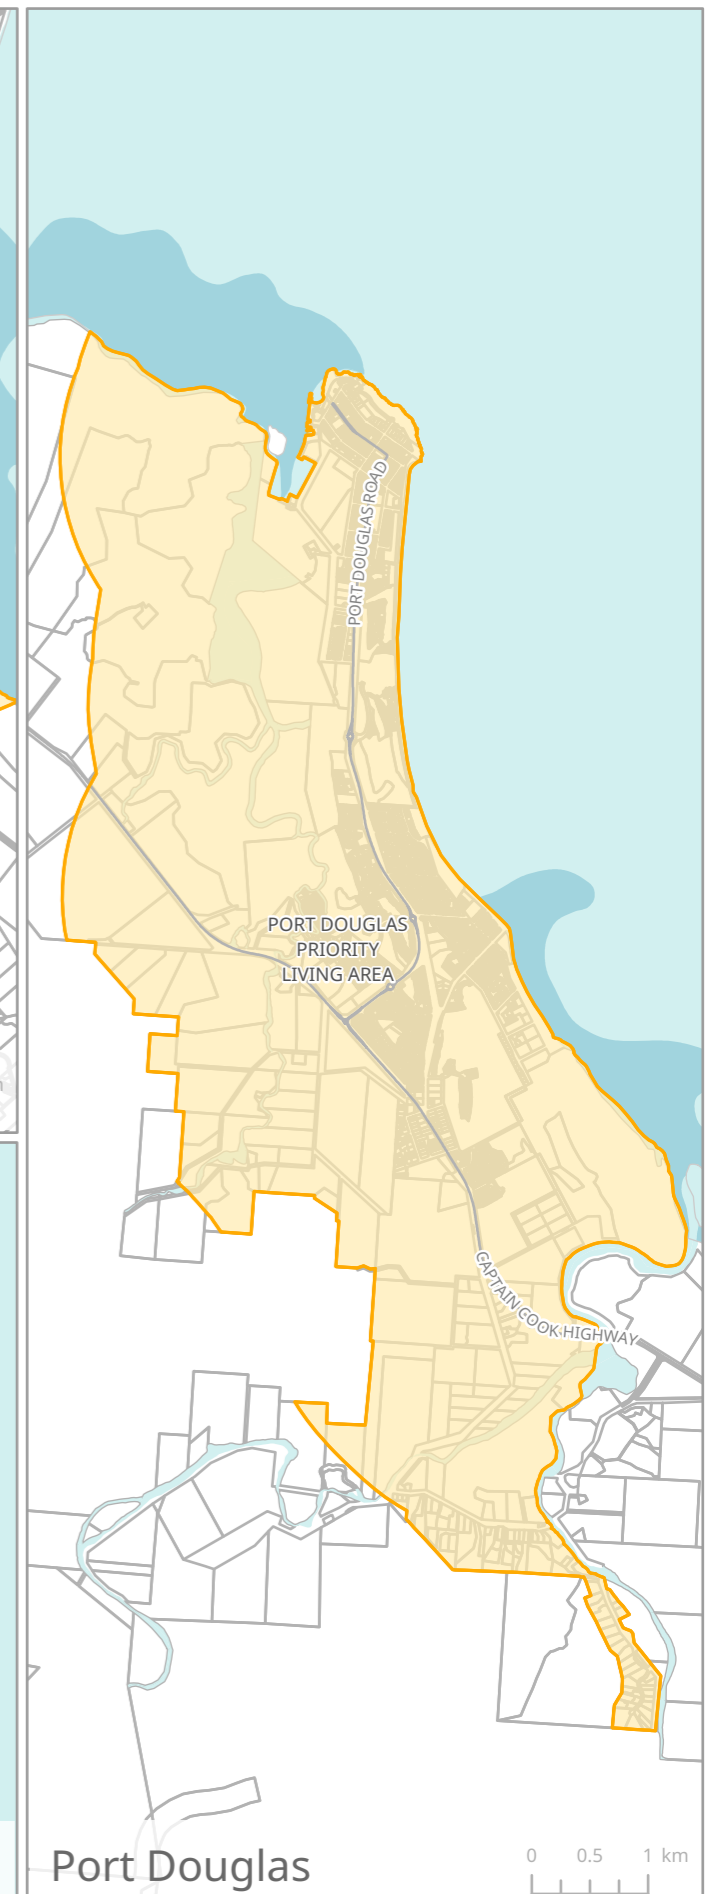 PORT DOUGLAS ROAD
PORT DOUGLAS
PRIORITY
LIVING AREA
CAPTAIN COOK HIGHWAY
Port Douglas
0 0.5 1 km